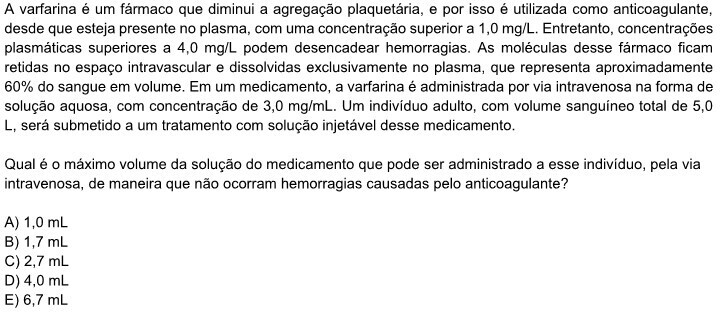 A varfarina é um fármaco que diminui a agregação plaquetária, e por isso é utilizada como anticoagulante,
desde que esteja presente no plasma, com uma concentração superior a 1,0 mg/L. Entretanto, concentrações
plasmáticas superiores a 4,0 mg/L podem desencadear hemorragias. As moléculas desse fármaco ficam
retidas no espaço intravascular e dissolvidas exclusivamente no plasma, que representa aproximadamente
60% do sangue em volume. Em um medicamento, a varfarina é administrada por via intravenosa na forma de
solução aquosa, com concentração de 3,0 mg/mL. Um indivíduo adulto, com volume sanguíneo total de 5,0
L, será submetido a um tratamento com solução injetável desse medicamento.
Qual é o máximo volume da solução do medicamento que pode ser administrado a esse indivíduo, pela via
intravenosa, de maneira que não ocorram hemorragias causadas pelo anticoagulante?
A) 1,0 mL
B) 1,7 mL
C) 2,7 mL
D) 4,0 mL
E) 6,7 mL